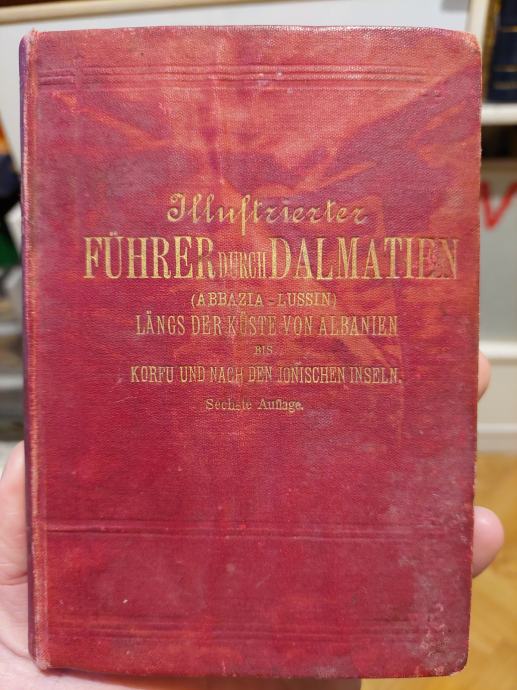 Illustrierter
FÜHRER DURCH DALMATIEN
(ABBAZIA-LUSSIN)
LÄNGS DER KÜSTE VON ALBANIEN
BIS
KORFU UND NACH DEN JONISCHEN INSELN.
Sechste Auflage.